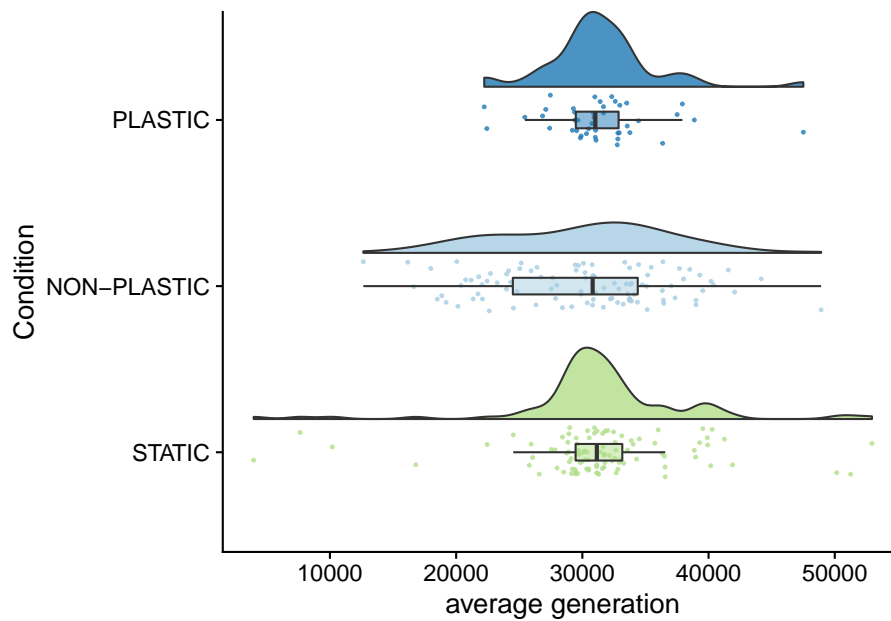 Condition
PLASTIC
NON−PLASTIC
STATIC
10000 20000 30000 40000 50000
average generation